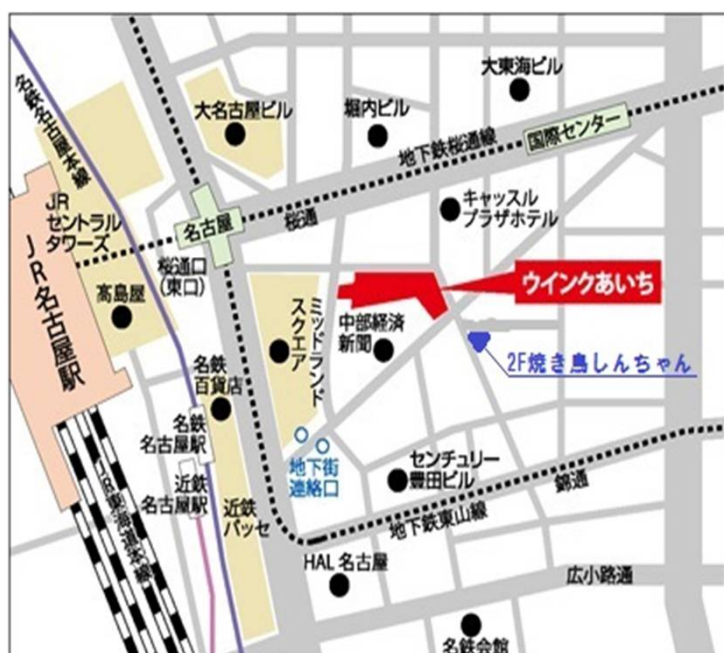 大東海ビル
名鉄名古屋本線
大名古屋ビル
堀内ビル
地下鉄桜通線
国際センター
JR
セントラル
タワーズ
名古屋
桜通
キャッスル
プラザホテル
桜通口
(東口)
JR名古屋駅
髙島屋
ミッドランド
スクエア
ウインクあいち
中部経済
新聞
2F焼き鳥しんちゃん
名鉄
百貨店
名鉄
名古屋駅
地下街
連絡口
センチュリー
豊田ビル
近鉄
名古屋駅
近鉄
パッセ
JR東海道本線
錦通
地下鉄東山線
HAL 名古屋
広小路通
名鉄会館